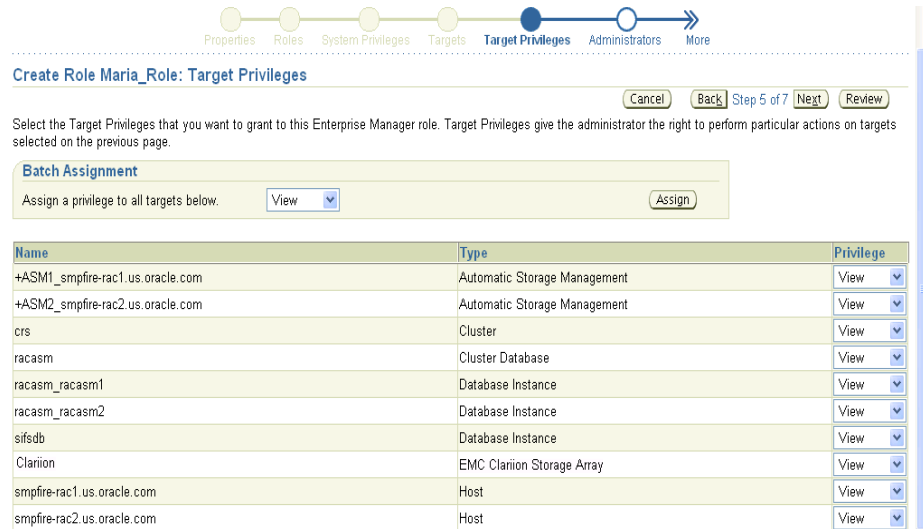 Properties Roles System Privileges Targets Target Privileges Administrators More
Create Role Maria_Role: Target Privileges
Cancel Back Step 5 of 7 Next Review
Select the Target Privileges that you want to grant to this Enterprise Manager role. Target Privileges give the administrator the right to perform particular actions on targets
selected on the previous page.
Batch Assignment
Assign a privilege to all targets below. View Assign
Name Type Privilege
+ASM1_smpfire-rac1.us.oracle.com Automatic Storage Management View
+ASM2_smpfire-rac2.us.oracle.com Automatic Storage Management View
crs Cluster View
racasm Cluster Database View
racasm_racasm1 Database Instance View
racasm_racasm2 Database Instance View
sifsdb Database Instance View
Clariion EMC Clariion Storage Array View
smpfire-rac1.us.oracle.com Host View
smpfire-rac2.us.oracle.com Host View